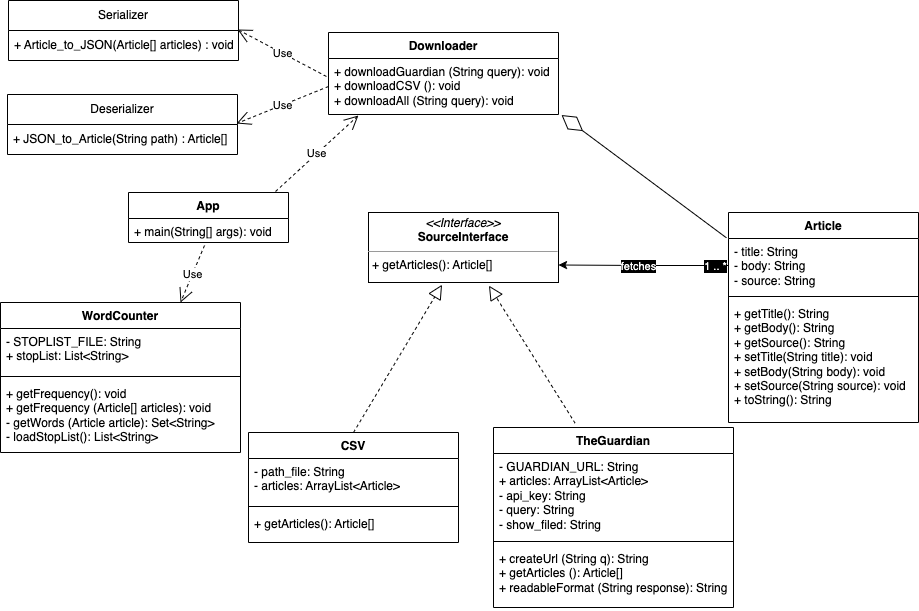 Serializer
+ Article_to_JSON(Article[] articles) : void
Deserializer
+ JSON_to_Article(String path) : Article[]
Use
Use
Downloader
+ downloadGuardian (String query): void
+ downloadCSV (): void
+ downloadAll (String query): void
Use
App
+ main(String[] args): void
Use
<<Interface>>
SourceInterface
+ getArticles(): Article[]
fetches
1 .. *
Article
- title: String
- body: String
- source: String
+ getTitle(): String
+ getBody(): String
+ getSource(): String
+ setTitle(String title): void
+ setBody(String body): void
+ setSource(String source): void
+ toString(): String
WordCounter
- STOPLIST_FILE: String
+ stopList: List<String>
+ getFrequency(): void
+ getFrequency (Article[] articles): void
- getWords (Article article): Set<String>
- loadStopList(): List<String>
CSV
- path_file: String
- articles: ArrayList<Article>
+ getArticles(): Article[]
TheGuardian
- GUARDIAN_URL: String
+ articles: ArrayList<Article>
- api_key: String
- query: String
- show_filed: String
+ createUrl (String q): String
+ getArticles (): Article[]
+ readableFormat (String response): String